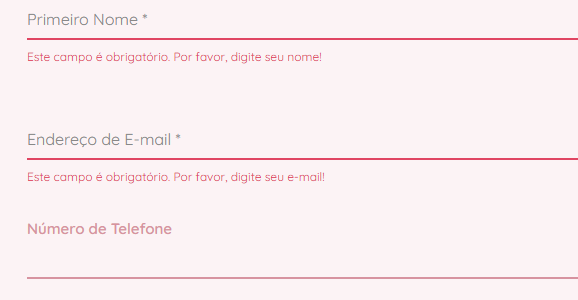 Primeiro Nome *
Este campo é obrigatório. Por favor, digite seu nome!
Endereço de E-mail *
Este campo é obrigatório. Por favor, digite seu e-mail!
Número de Telefone